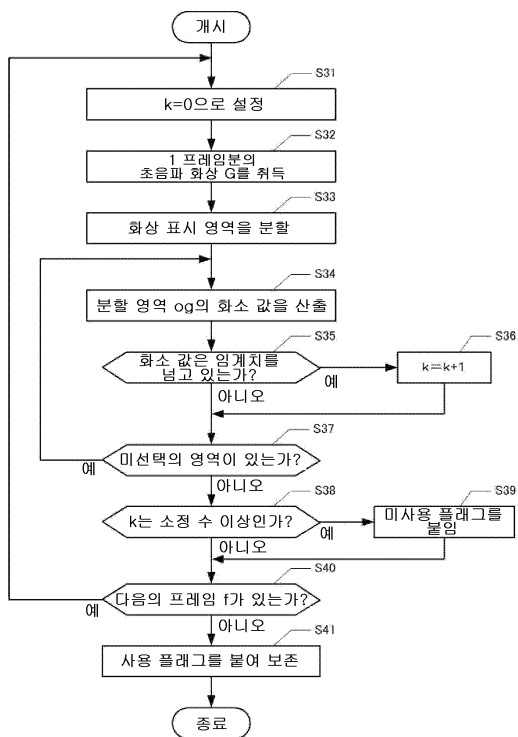 개시
S31
k=0으로 설정
S32
1 프레임분의
초음파 화상 G를 취득
S33
화상 표시 영역을 분할
S34
분할 영역 og의 화소 값을 산출
S35
화소 값은 임계치를
넘고 있는가?
예
S36
k=k+1
아니오
S37
미선택의 영역이 있는가?
예
아니오
S38
k는 소정 수 이상인가?
예
S39
미사용 플래그를
붙임
아니오
S40
다음의 프레임 f가 있는가?
예
아니오
S41
사용 플래그를 붙여 보존
종료